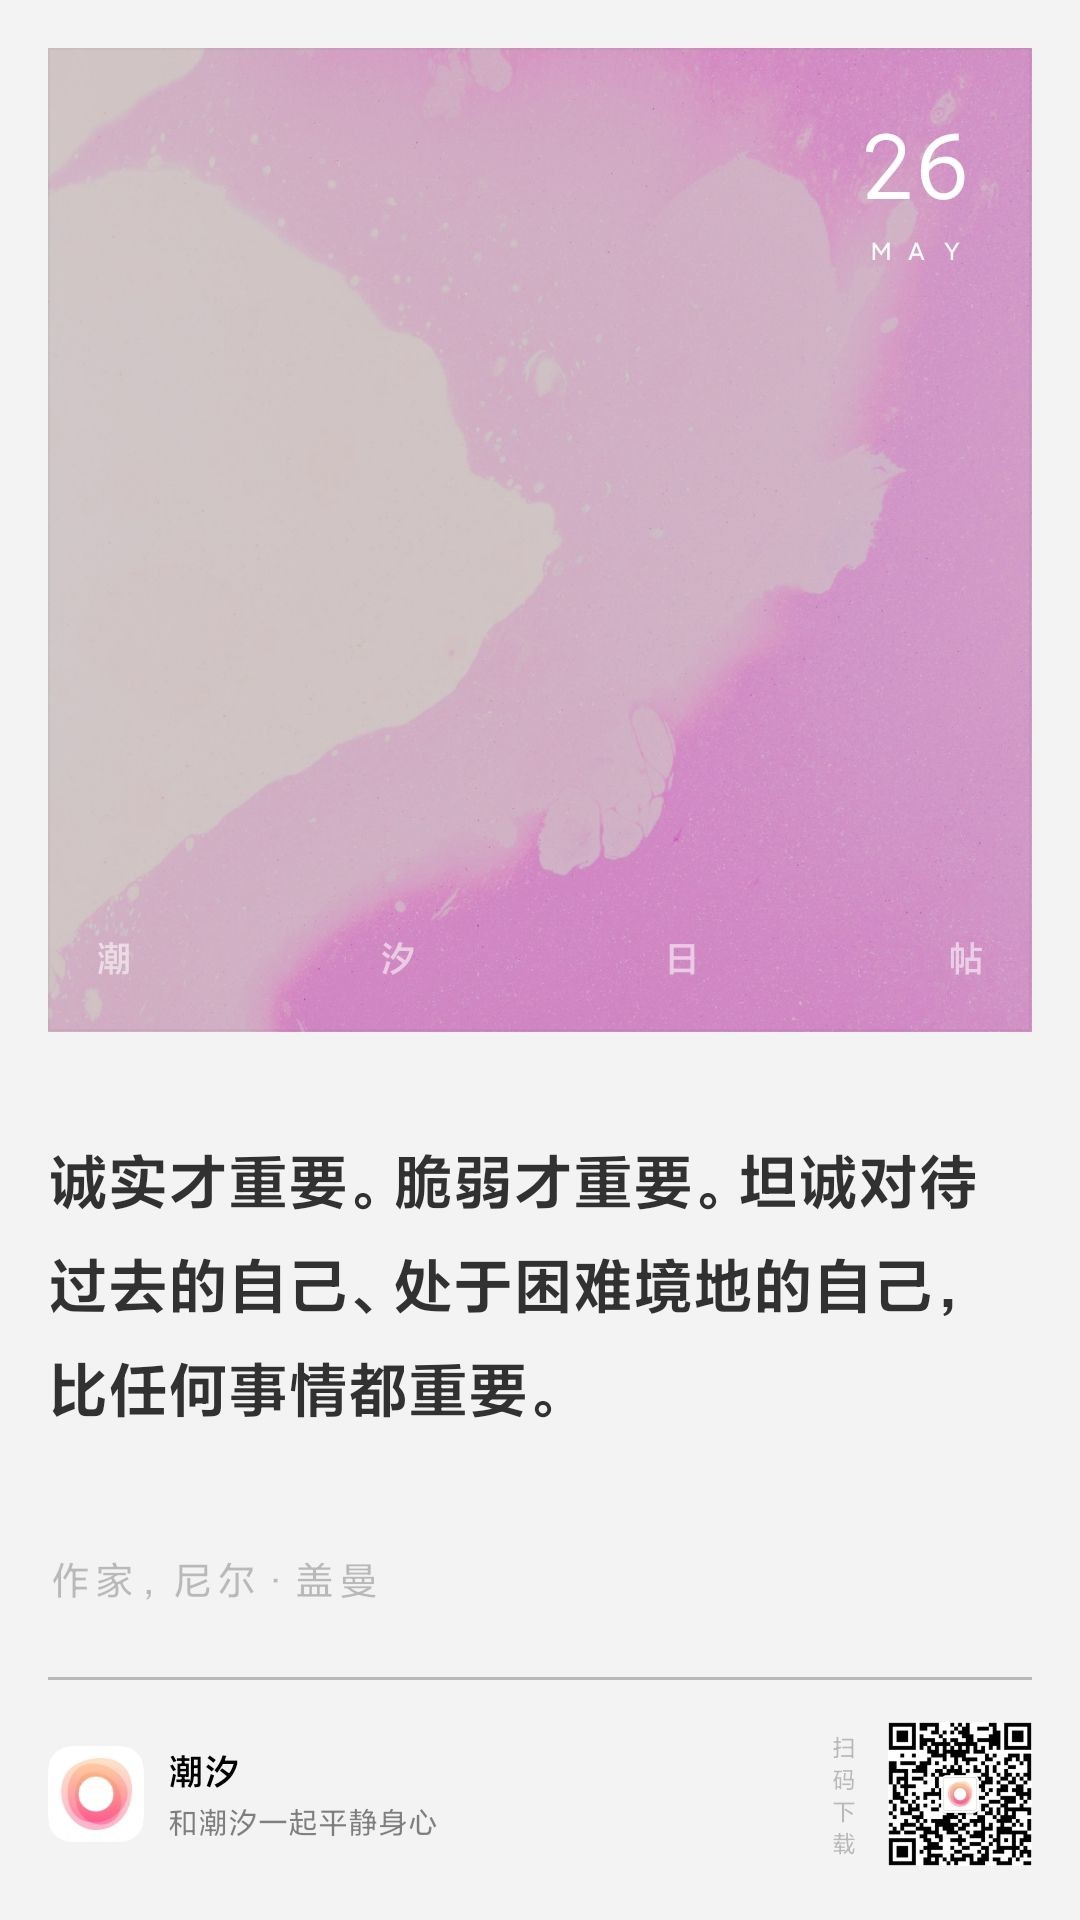 26
MAY
潮汐日帖
诚实才重要。脆弱才重要。坦诚对待
过去的自己、处于困难境地的自己，
比任何事情都重要。
作家，尼尔·盖曼
潮汐
和潮汐一起平静身心
扫码下载